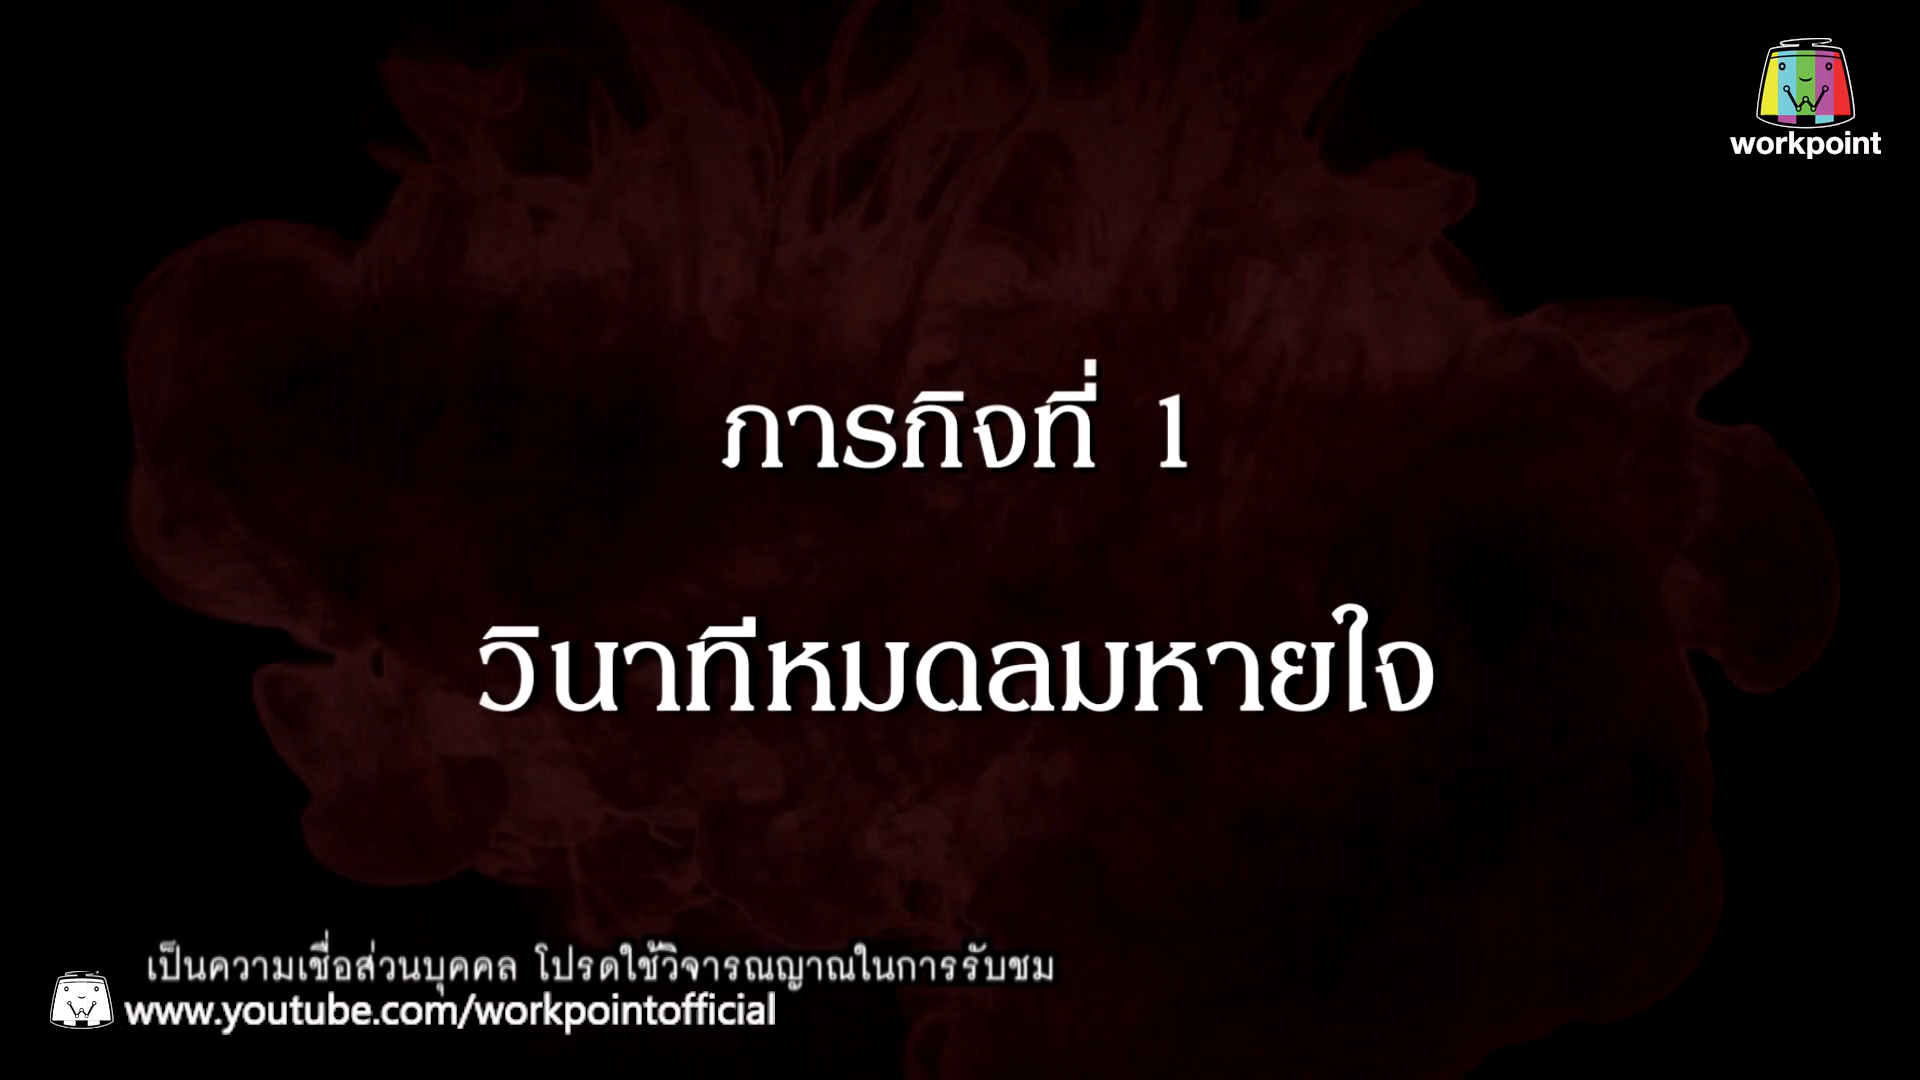 workpoint
ภารกิจที่ 1
วินาทีหมดลมหายใจ
เป็นความเชื่อส่วนบุคคล โปรดใช้วิจารณญาณในการรับชม
www.youtube.com/workpointofficial